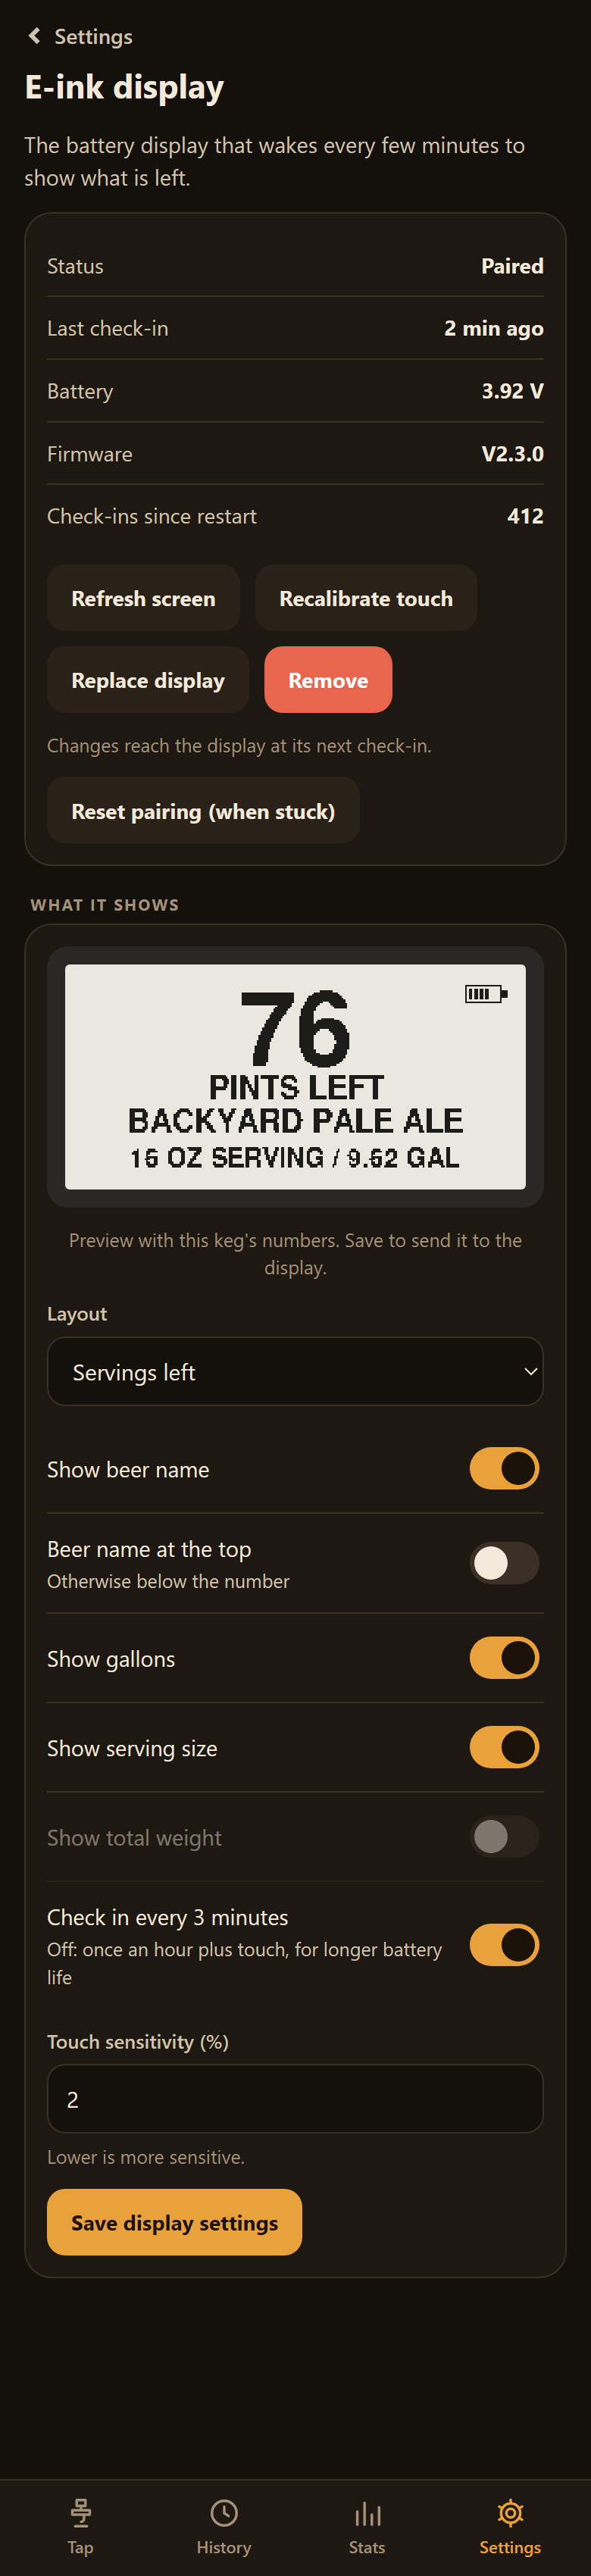 Settings
E-ink display
The battery display that wakes every few minutes to
show what is left.
Status Paired
Last check-in 2 min ago
Battery 3.92 V
Firmware V2.3.0
Check-ins since restart 412
Refresh screen Recalibrate touch
Replace display Remove
Changes reach the display at its next check-in.
Reset pairing (when stuck)
WHAT IT SHOWS
76
PINTS LEFT
BACKYARD PALE ALE
16 OZ SERVING / 9.52 GAL
Preview with this keg's numbers. Save to send it to the
display.
Layout
Servings left
Show beer name
Beer name at the top
Otherwise below the number
Show gallons
Show serving size
Show total weight
Check in every 3 minutes
Off: once an hour plus touch, for longer battery
life
Touch sensitivity (%)
2
Lower is more sensitive.
Save display settings
Tap History Stats Settings